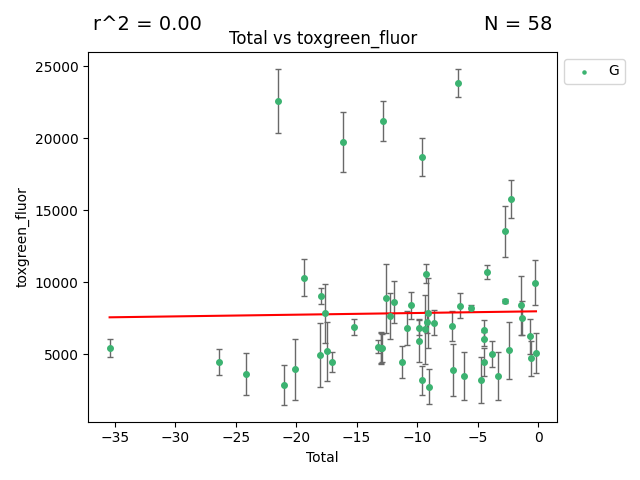 r^2 = 0.00
N = 58
Total vs toxgreen_fluor
G
25000
20000
15000
10000
5000
toxgreen_fluor
−35
−30
−25
−20
−15
−10
−5
0
Total